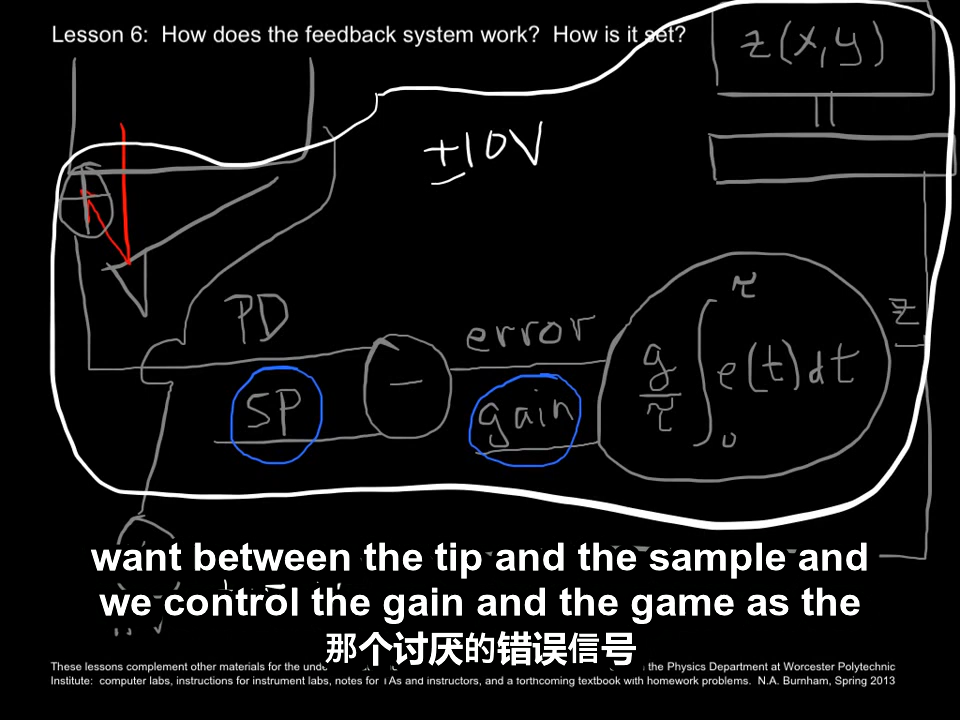 Lesson 6: How does the feedback system work? How is it set?
z(x,y)
±10V
PD
error
z
SP
−
gain
g/τ ∫₀^τ e(t)dt
want between the tip and the sample and
we control the gain and the game as the
那个讨厌的错误信号
These lessons complement other materials for the the Physics Department at Worcester Polytechnic
Institute: computer labs, instructions for instrument labs, notes for TAs and instructors, and a forthcoming textbook with homework problems. N.A. Burnham, Spring 2013